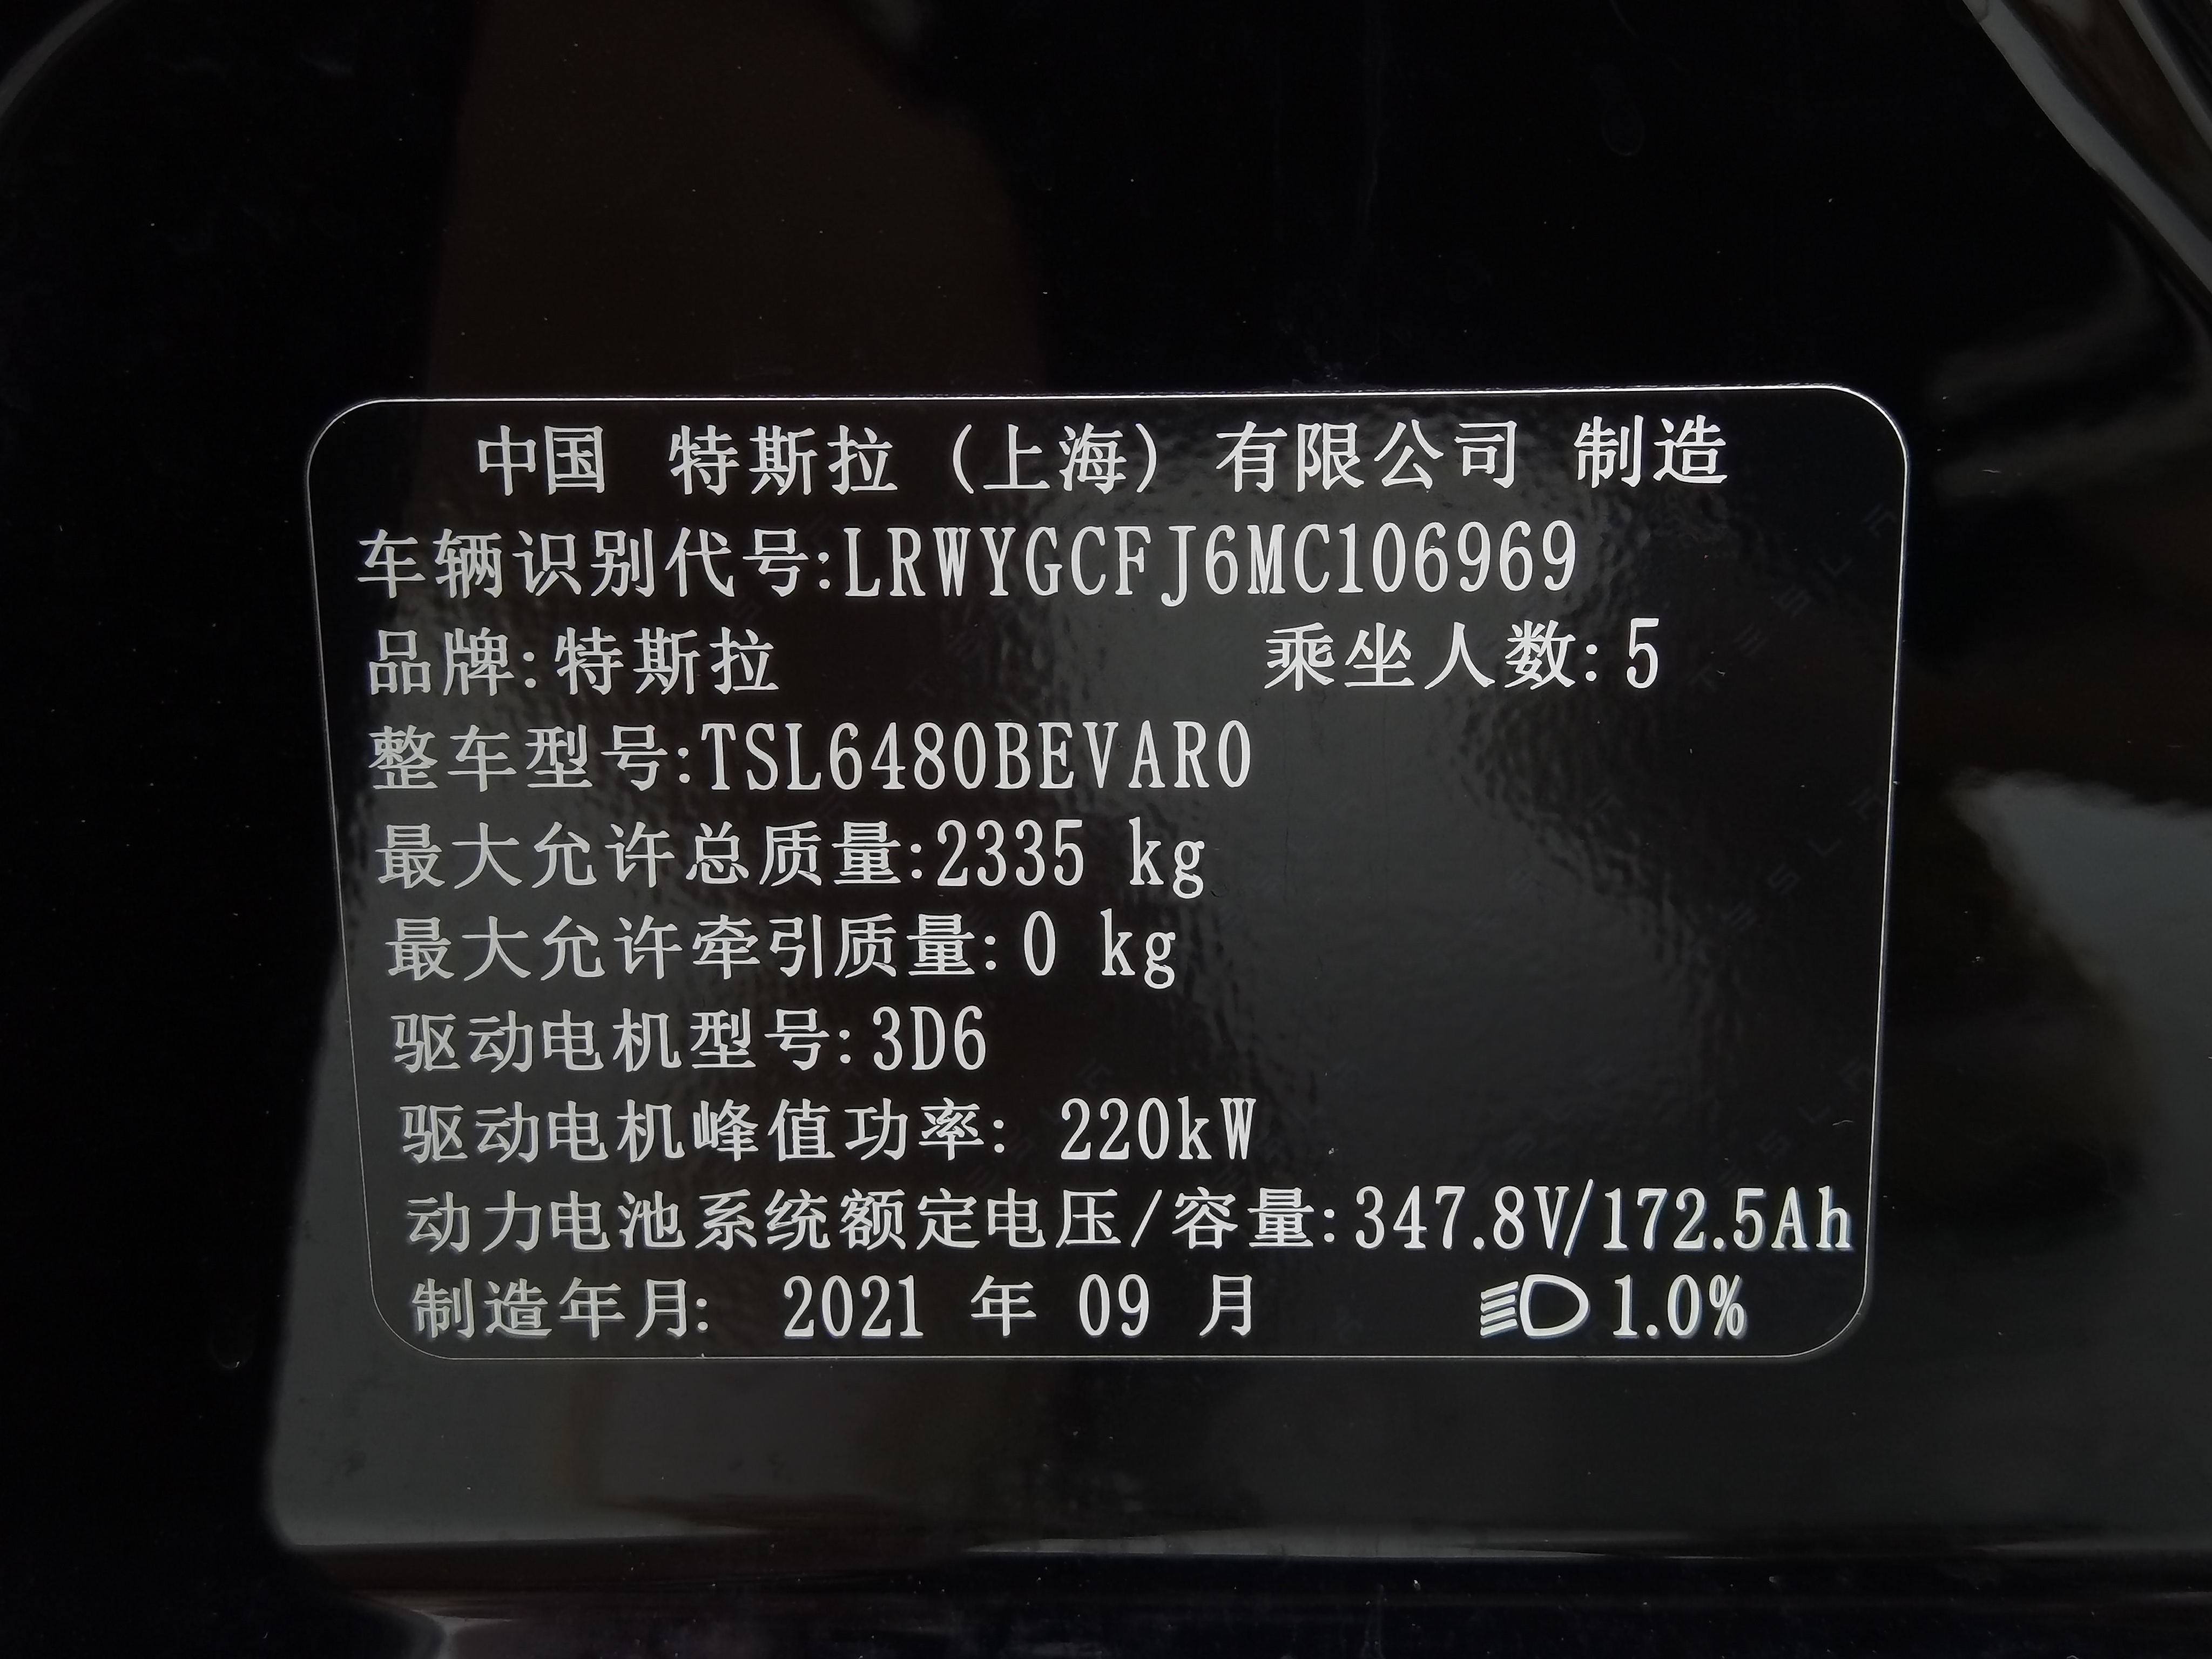 中国 特斯拉（上海）有限公司 制造
车辆识别代号:LRWYGCFJ6MC106969
品牌:特斯拉 乘坐人数:5
整车型号:TSL6480BEVAR0
最大允许总质量:2335 kg
最大允许牵引质量:0 kg
驱动电机型号:3D6
驱动电机峰值功率: 220kW
动力电池系统额定电压/容量:347.8V/172.5Ah
制造年月: 2021 年 09 月 1.0%